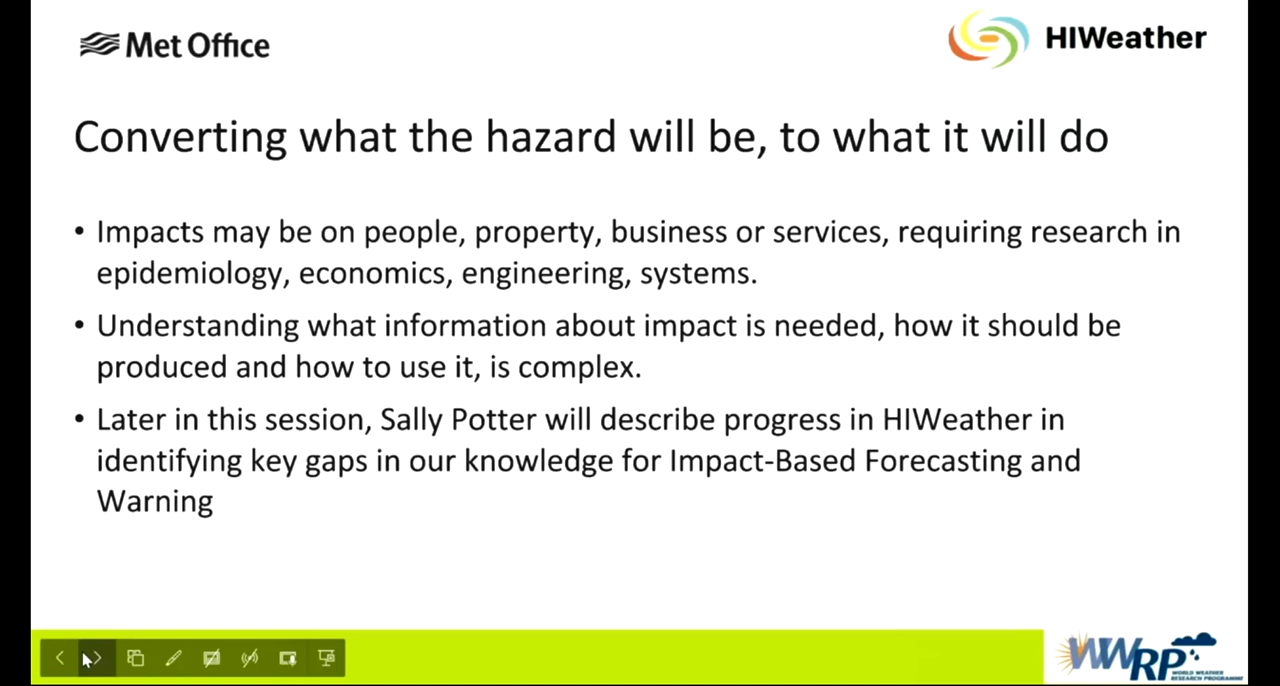 Met Office
HIWeather
Converting what the hazard will be, to what it will do
• Impacts may be on people, property, business or services, requiring research in
epidemiology, economics, engineering, systems.
• Understanding what information about impact is needed, how it should be
produced and how to use it, is complex.
• Later in this session, Sally Potter will describe progress in HIWeather in
identifying key gaps in our knowledge for Impact-Based Forecasting and
Warning
WWRP
WORLD WEATHER
RESEARCH PROGRAMME